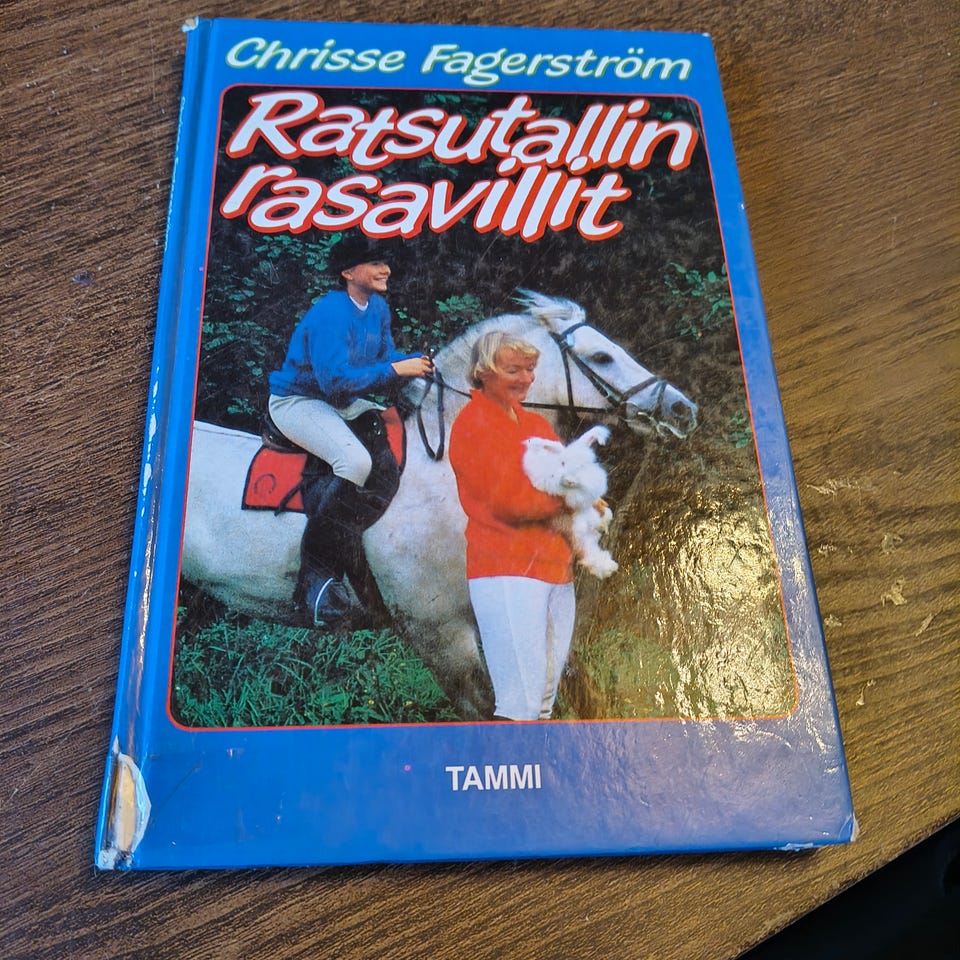 Chrisse Fagerström
Ratsutallin
rasavillit
TAMMI